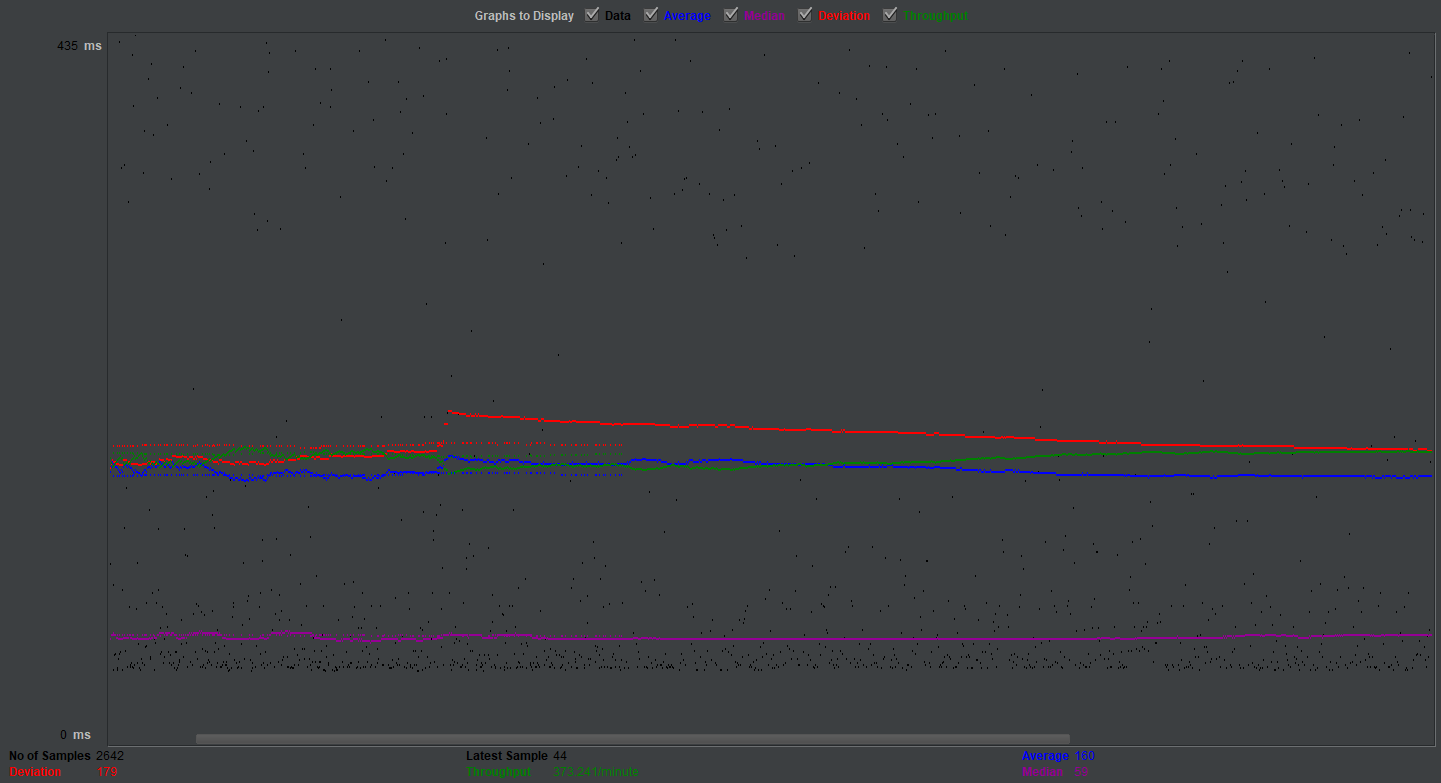 Graphs to Display Data Average Median Deviation Throughput
435 ms
0 ms
No of Samples 2642 Latest Sample 44 Average 160
Deviation 179 Throughput 373.241/minute Median